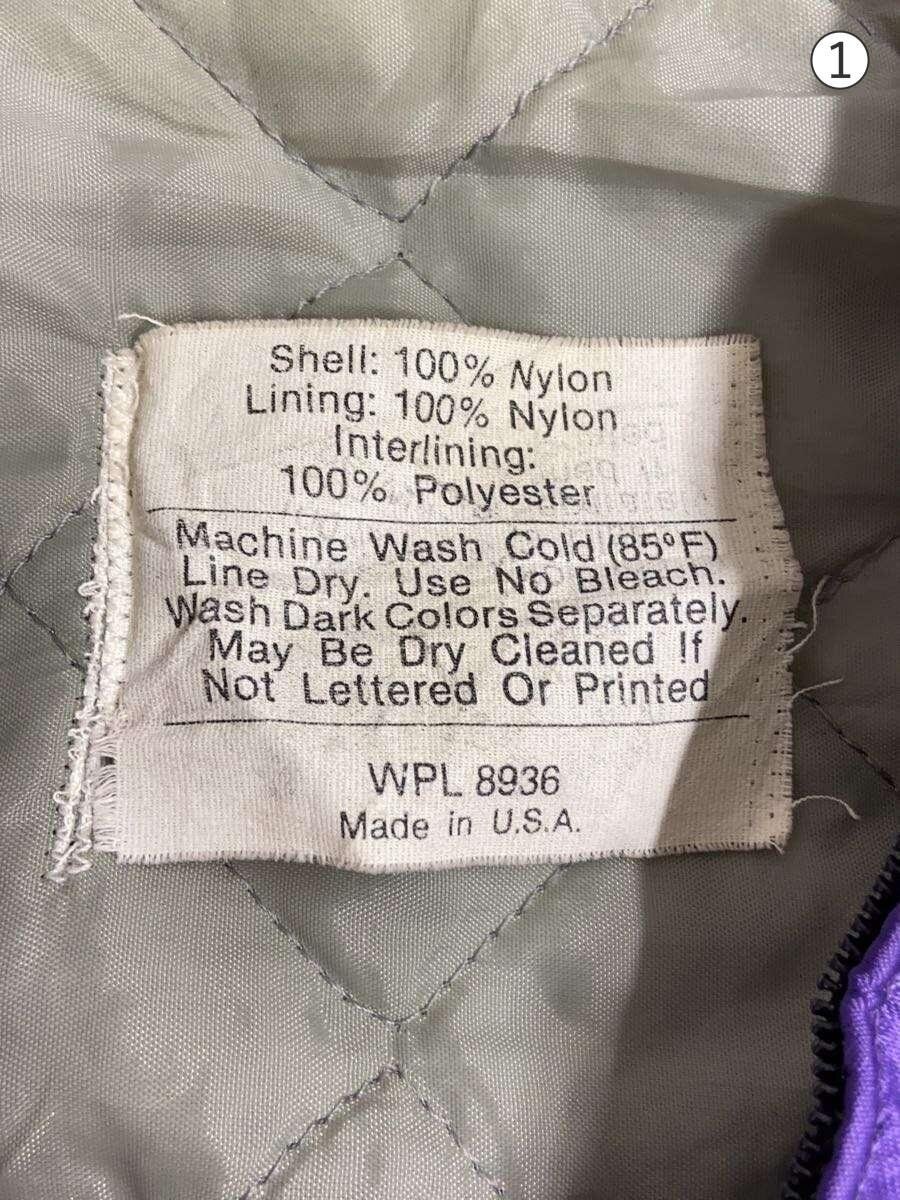 ①
Shell: 100% Nylon
Lining: 100% Nylon
Interlining:
100% Polyester
Machine Wash Cold (85°F)
Line Dry. Use No Bleach.
Wash Dark Colors Separately.
May Be Dry Cleaned If
Not Lettered Or Printed
WPL 8936
Made in U.S.A.